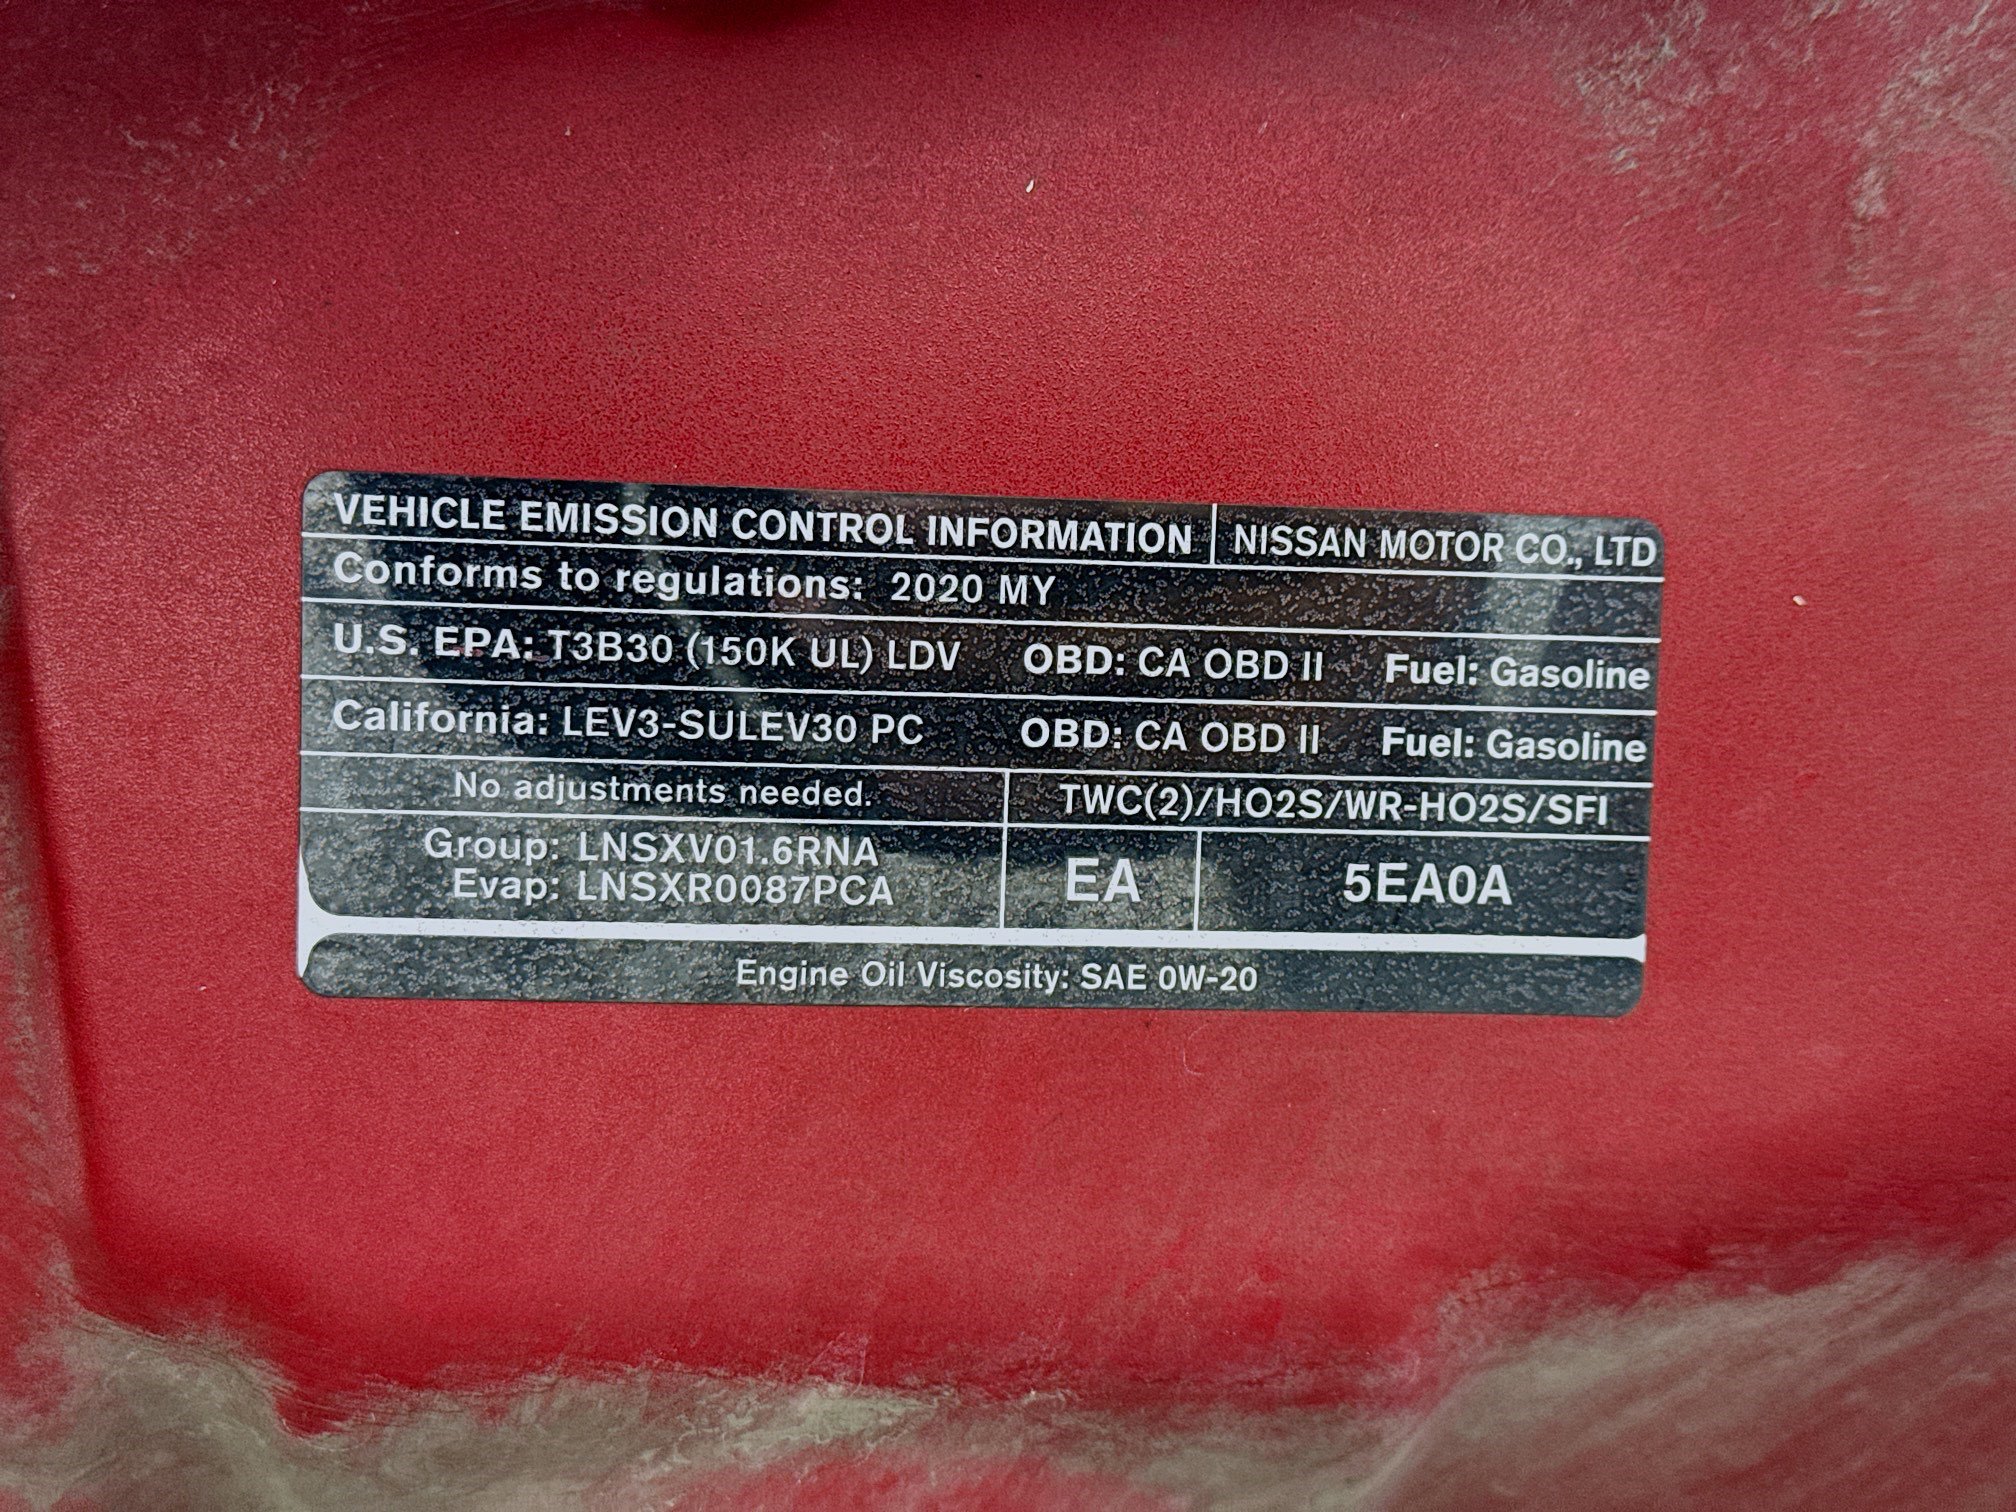 VEHICLE EMISSION CONTROL INFORMATION NISSAN MOTOR CO., LTD
Conforms to regulations: 2020 MY
U.S. EPA: T3B30 (150K UL) LDV OBD: CA OBD II Fuel: Gasoline
California: LEV3-SULEV30 PC OBD: CA OBD II Fuel: Gasoline
No adjustments needed. TWC(2)/HO2S/WR-HO2S/SFI
Group: LNSXV01.6RNA
Evap: LNSXR0087PCA
EA 5EA0A
Engine Oil Viscosity: SAE 0W-20